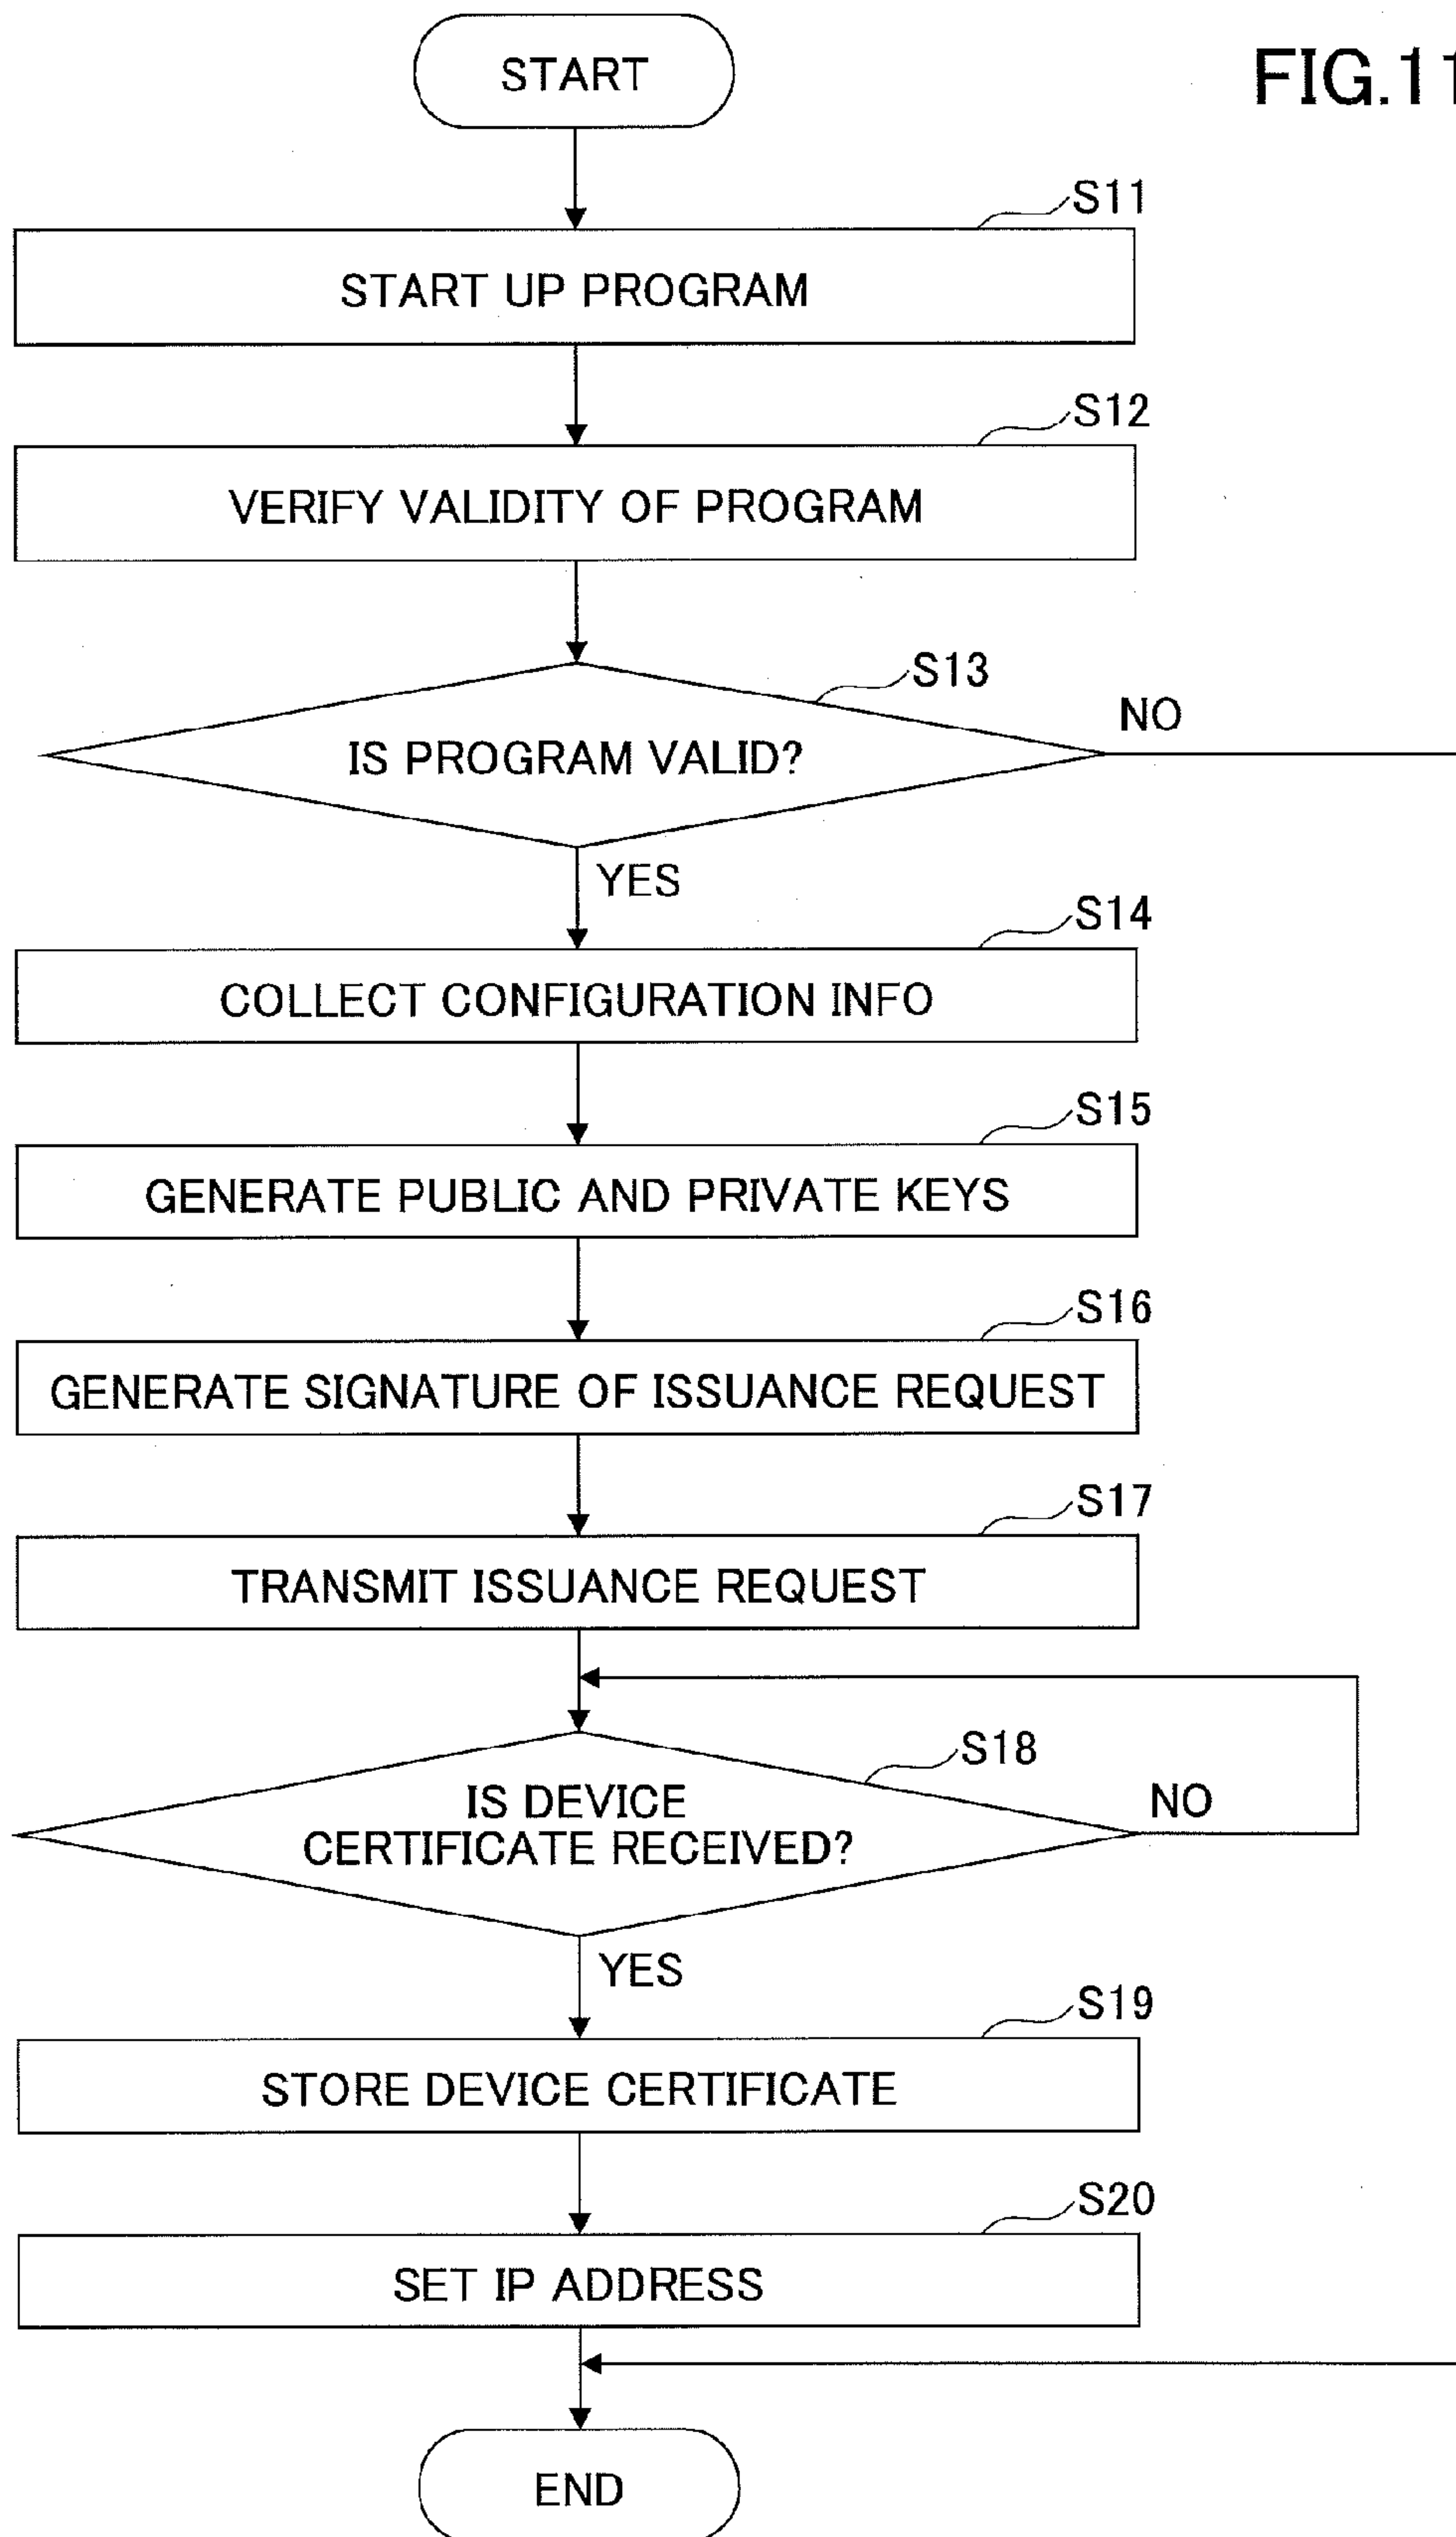 START
FIG.11
S11
START UP PROGRAM
S12
VERIFY VALIDITY OF PROGRAM
S13
NO
IS PROGRAM VALID?
YES
S14
COLLECT CONFIGURATION INFO
S15
GENERATE PUBLIC AND PRIVATE KEYS
S16
GENERATE SIGNATURE OF ISSUANCE REQUEST
S17
TRANSMIT ISSUANCE REQUEST
S18
NO
IS DEVICE
CERTIFICATE RECEIVED?
YES
S19
STORE DEVICE CERTIFICATE
S20
SET IP ADDRESS
END